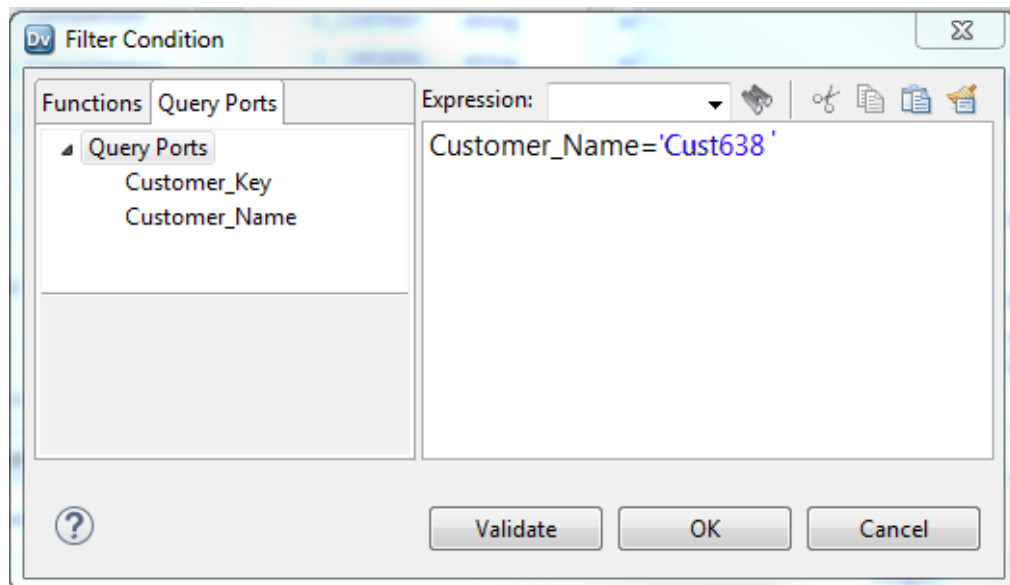 Dv Filter Condition
Functions Query Ports
Expression:
Query Ports
Customer_Key
Customer_Name
Customer_Name='Cust638 '
?
Validate OK Cancel